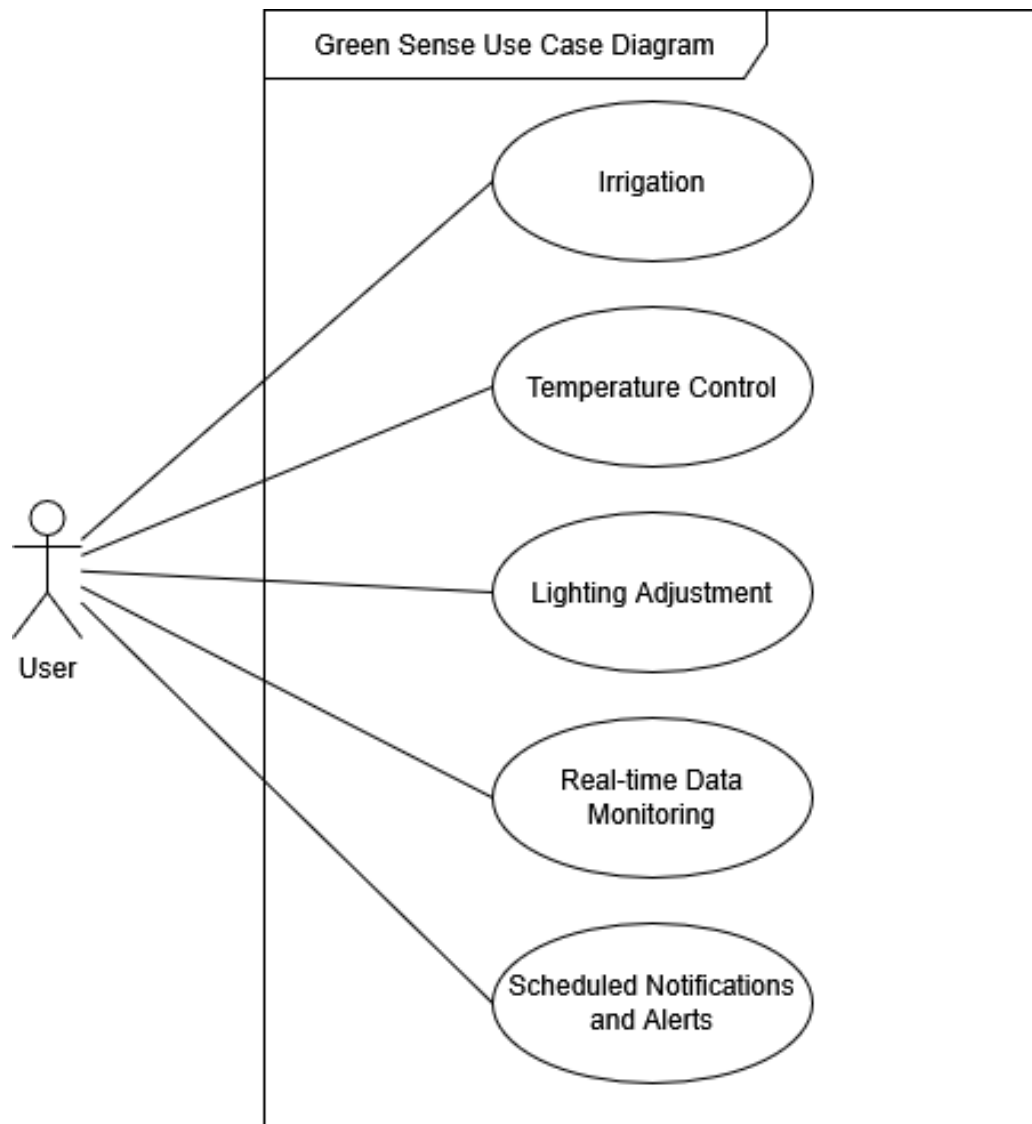 Green Sense Use Case Diagram
Irrigation
Temperature Control
Lighting Adjustment
User
Real-time Data
Monitoring
Scheduled Notifications
and Alerts